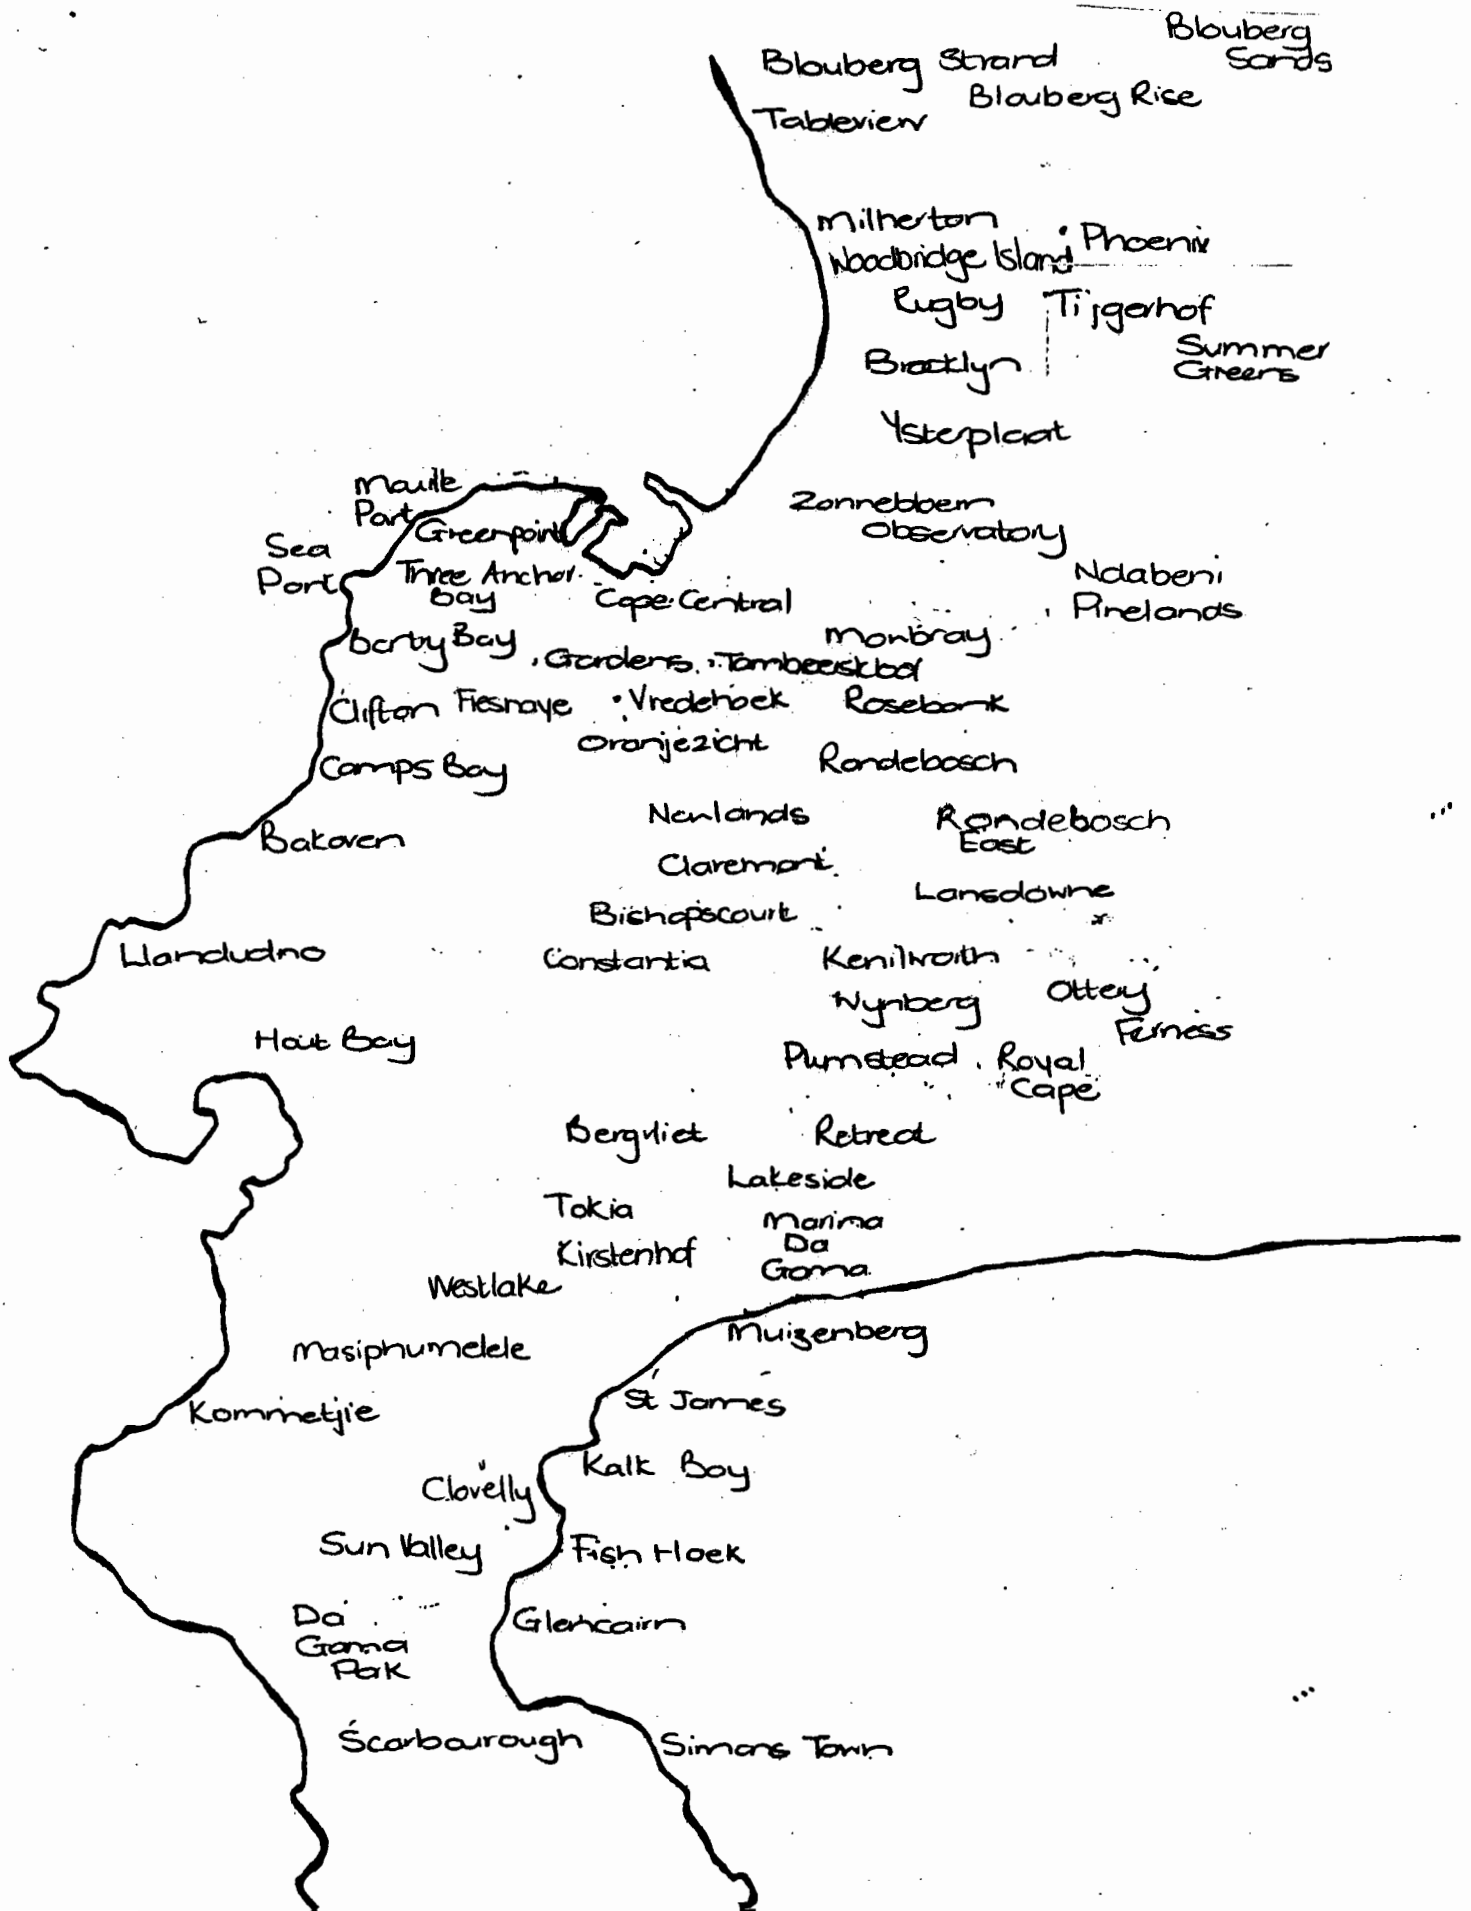 Blouberg
Sands
Blouberg Strand
Blouberg Rise
Tableview
Milnerton
Phoenix
Woodbridge Island
Rugby
Tijgerhof
Summer
Greens
Brooklyn
Ysterplaat
Mouille
Point
Zonnebloem
Greenpoint
Observatory
Sea
Point
Three Anchor
Bay
Ndabeni
Cape Central
Pinelands
Banty Bay
Mowbray
Gardens
Tamboerskloof
Clifton
Fresnaye
Vredehoek
Rosebank
Oranjezicht
Camps Bay
Rondebosch
Newlands
Rondebosch
East
Bakoven
Claremont
Lansdowne
Bishopscourt
Llandudno
Constantia
Kenilworth
Wynberg
Ottery
Ferness
Hout Bay
Plumstead
Royal
Cape
Bergvliet
Retreat
Lakeside
Tokia
Marina
Da
Gama
Kirstenhof
Westlake
Muizenberg
Masiphumelele
St James
Kommetjie
Kalk Bay
Clovelly
Sun Valley
Fish Hoek
Da
Gama
Park
Glencairn
Scarbourough
Simons Town